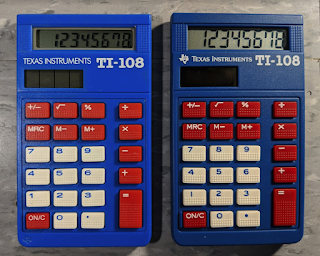 12345678
TEXAS INSTRUMENTS TI-108
+/− √ % ÷
MRC M− M+ ×
7 8 9 −
4 5 6 +
1 2 3 =
ON/C 0 •
12345678
TEXAS INSTRUMENTS TI-108
+/− √ % ÷
MRC M− M+ ×
7 8 9 −
4 5 6 +
1 2 3 =
ON/C 0 •